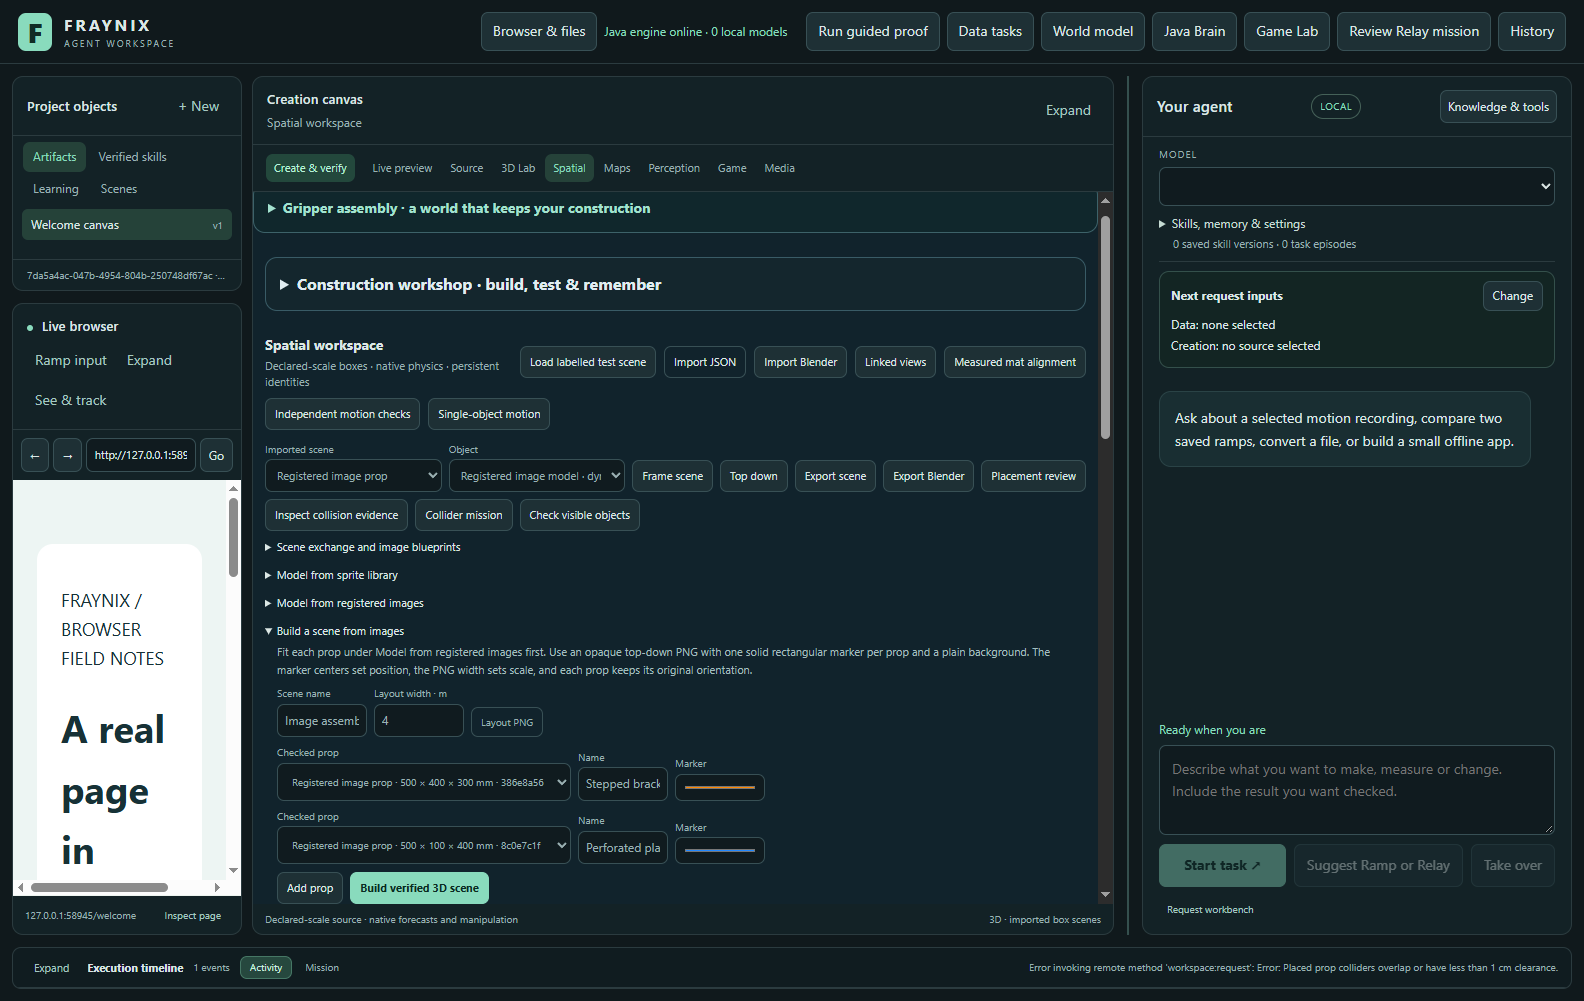 F
FRAYNIX
AGENT WORKSPACE
Browser & files
Java engine online · 0 local models
Run guided proof
Data tasks
World model
Java Brain
Game Lab
Review Relay mission
History
Project objects
+ New
Artifacts
Verified skills
Learning
Scenes
Welcome canvas
v1
7da5a4ac-047b-4954-804b-250748df67ac ·...
Live browser
Ramp input
Expand
See & track
←
→
http://127.0.0.1:589
Go
FRAYNIX /
BROWSER
FIELD NOTES
A real
page
in
127.0.0.1:58945/welcome
Inspect page
Creation canvas
Spatial workspace
Expand
Create & verify
Live preview
Source
3D Lab
Spatial
Maps
Perception
Game
Media
Gripper assembly · a world that keeps your construction
Construction workshop · build, test & remember
Spatial workspace
Declared-scale boxes · native physics · persistent
identities
Load labelled test scene
Import JSON
Import Blender
Linked views
Measured mat alignment
Independent motion checks
Single-object motion
Imported scene
Object
Registered image prop
Registered image model · dyı
Frame scene
Top down
Export scene
Export Blender
Placement review
Inspect collision evidence
Collider mission
Check visible objects
Scene exchange and image blueprints
Model from sprite library
Model from registered images
Build a scene from images
Fit each prop under Model from registered images first. Use an opaque top-down PNG with one solid rectangular marker per prop and a plain background. The
marker centers set position, the PNG width sets scale, and each prop keeps its original orientation.
Scene name
Layout width · m
Image assemb
4
Layout PNG
Checked prop
Name
Marker
Registered image prop · 500 × 400 × 300 mm · 386e8a56
Stepped brack
Checked prop
Name
Marker
Registered image prop · 500 × 100 × 400 mm · 8c0e7c1f
Perforated pla
Add prop
Build verified 3D scene
Declared-scale source · native forecasts and manipulation
3D · imported box scenes
Your agent
LOCAL
Knowledge & tools
MODEL
Skills, memory & settings
0 saved skill versions · 0 task episodes
Next request inputs
Change
Data: none selected
Creation: no source selected
Ask about a selected motion recording, compare two
saved ramps, convert a file, or build a small offline app.
Ready when you are
Describe what you want to make, measure or change.
Include the result you want checked.
Start task ↗
Suggest Ramp or Relay
Take over
Request workbench
Expand
Execution timeline
1 events
Activity
Mission
Error invoking remote method 'workspace:request': Error: Placed prop colliders overlap or have less than 1 cm clearance.